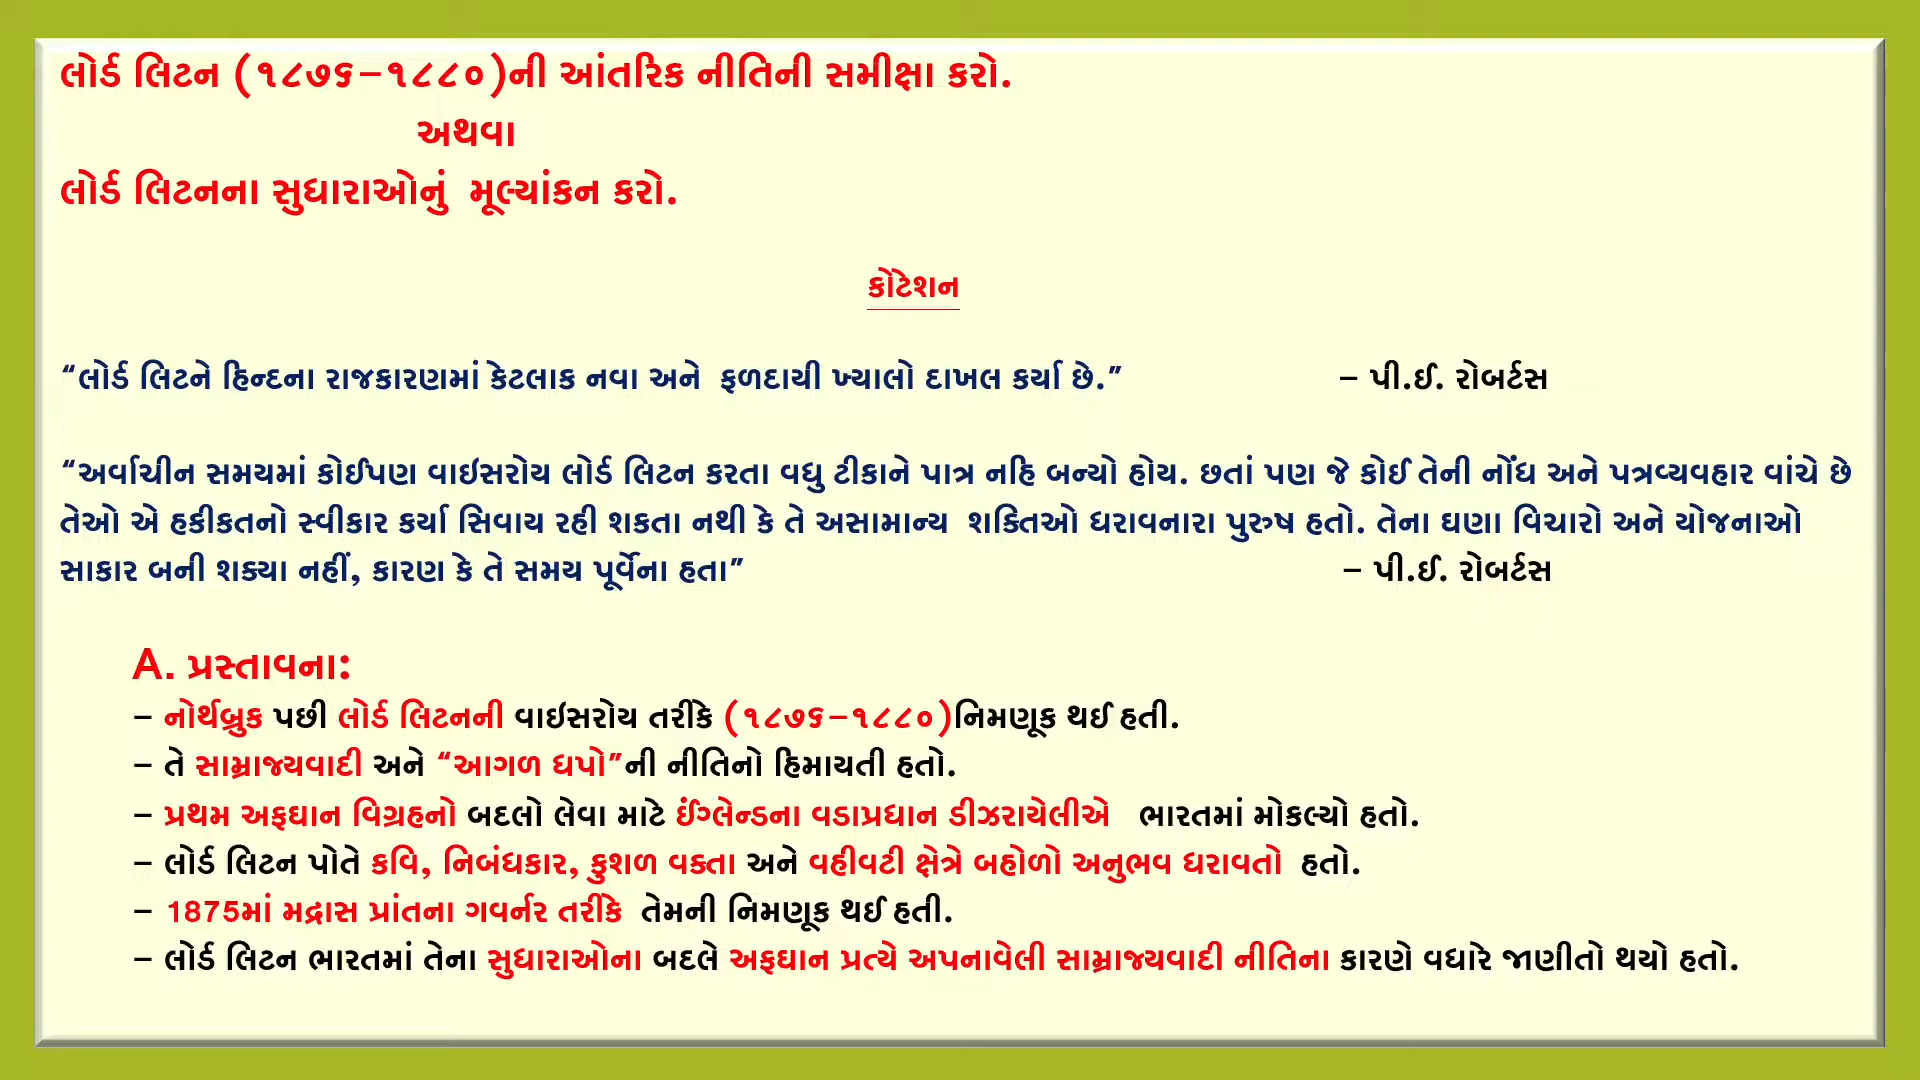 લોર્ડ લિટન (૧૮૭૬–૧૮૮૦)ની આંતરિક નીતિની સમીક્ષા કરો.
અથવા
લોર્ડ લિટનના સુધારાઓનું મૂલ્યાંકન કરો.
કોટેશન
“લોર્ડ લિટને હિન્દના રાજકારણમાં કેટલાક નવા અને ફળદાયી ખ્યાલો દાખલ કર્યા છે.” – પી.ઈ. રોબર્ટસ
“અર્વાચીન સમયમાં કોઈપણ વાઇસરોય લોર્ડ લિટન કરતા વધુ ટીકાને પાત્ર નહિ બન્યો હોય. છતાં પણ જે કોઈ તેની નોંધ અને પત્રવ્યવહાર વાંચે છે
તેઓ એ હકીકતનો સ્વીકાર કર્યા સિવાય રહી શકતા નથી કે તે અસામાન્ય શક્તિઓ ધરાવનારા પુરુષ હતો. તેના ઘણા વિચારો અને યોજનાઓ
સાકાર બની શક્યા નહીં, કારણ કે તે સમય પૂર્વેના હતા” – પી.ઈ. રોબર્ટસ
A. પ્રસ્તાવના:
– નોર્થબ્રુક પછી લોર્ડ લિટનની વાઇસરોય તરીકે (૧૮૭૬–૧૮૮૦)નિમણૂક થઈ હતી.
– તે સામ્રાજ્યવાદી અને “આગળ ધપો”ની નીતિનો હિમાયતી હતો.
– પ્રથમ અફઘાન વિગ્રહનો બદલો લેવા માટે ઈંગ્લેન્ડના વડાપ્રધાન ડીઝરાયેલીએ ભારતમાં મોકલ્યો હતો.
– લોર્ડ લિટન પોતે કવિ, નિબંધકાર, કુશળ વક્તા અને વહીવટી ક્ષેત્રે બહોળો અનુભવ ધરાવતો હતો.
– 1875માં મદ્રાસ પ્રાંતના ગવર્નર તરીકે તેમની નિમણૂક થઈ હતી.
– લોર્ડ લિટન ભારતમાં તેના સુધારાઓના બદલે અફઘાન પ્રત્યે અપનાવેલી સામ્રાજ્યવાદી નીતિના કારણે વધારે જાણીતો થયો હતો.